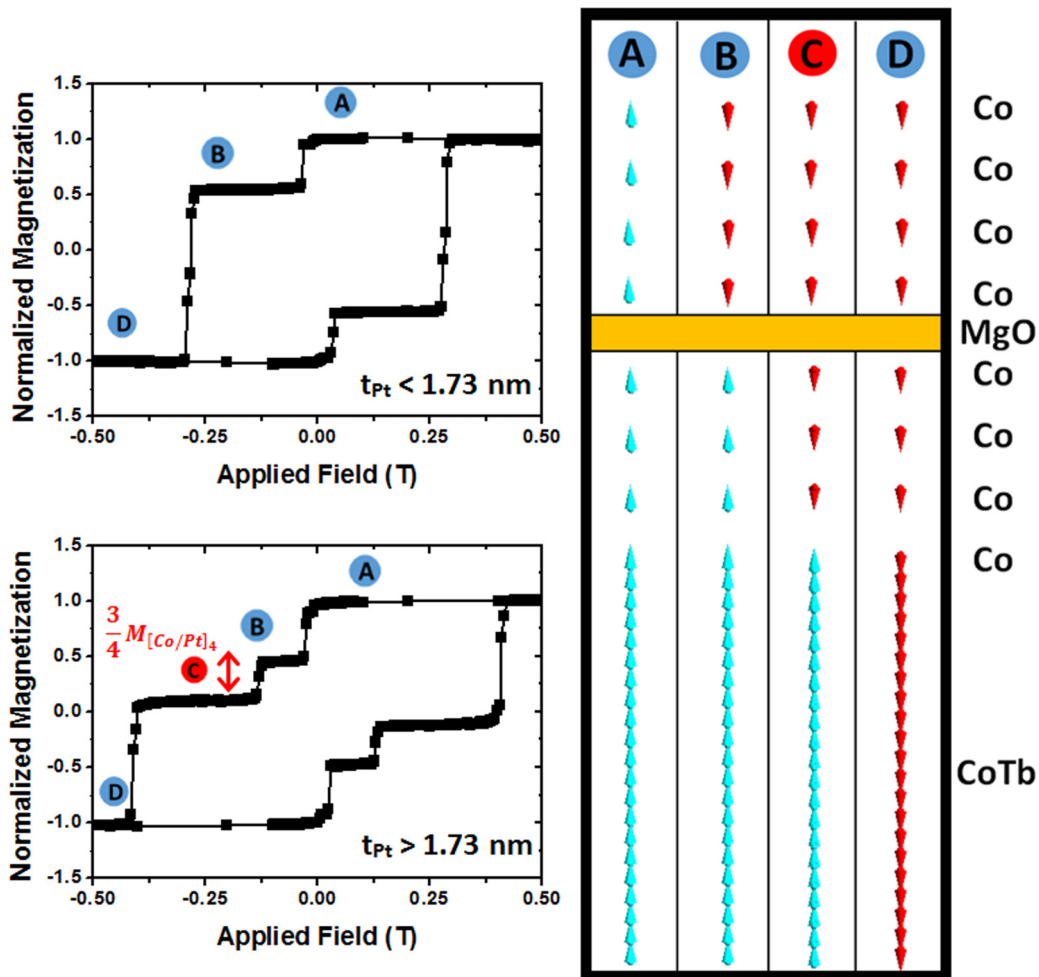 A
B
D
1.5
1.0
0.5
0.0
-0.5
-1.0
-1.5
Normalized Magnetization
-0.50 -0.25 0.00 0.25 0.50
Applied Field (T)
t_Pt < 1.73 nm
A
B
C
D
3/4 M_[Co/Pt]_4
1.5
1.0
0.5
0.0
-0.5
-1.0
-1.5
Normalized Magnetization
-0.50 -0.25 0.00 0.25 0.50
Applied Field (T)
t_Pt > 1.73 nm
A B C D
Co
Co
Co
Co
MgO
Co
Co
Co
Co
CoTb